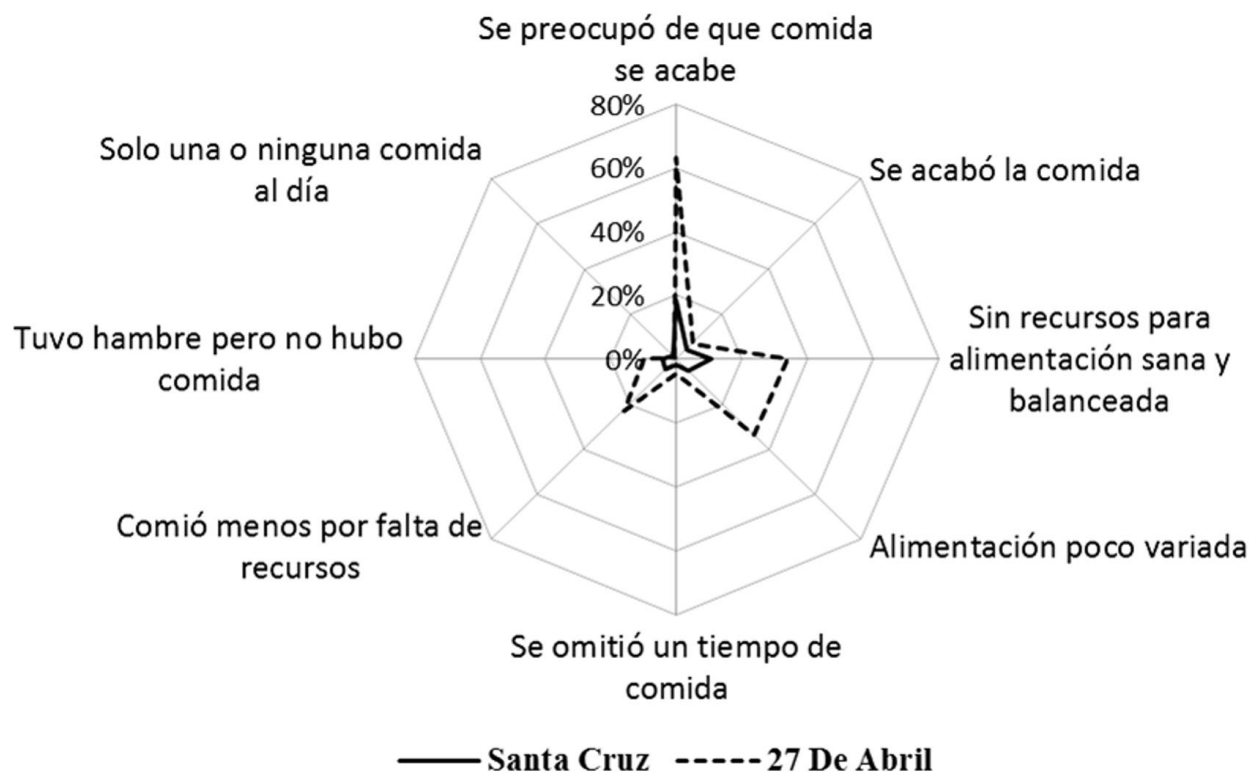 Se preocupó de que comida
se acabe
80%
Solo una o ninguna comida
al día
Se acabó la comida
60%
40%
20%
Tuvo hambre pero no hubo
comida
0%
Sin recursos para
alimentación sana y
balanceada
Comió menos por falta de
recursos
Alimentación poco variada
Se omitió un tiempo de
comida
Santa Cruz
27 De Abril